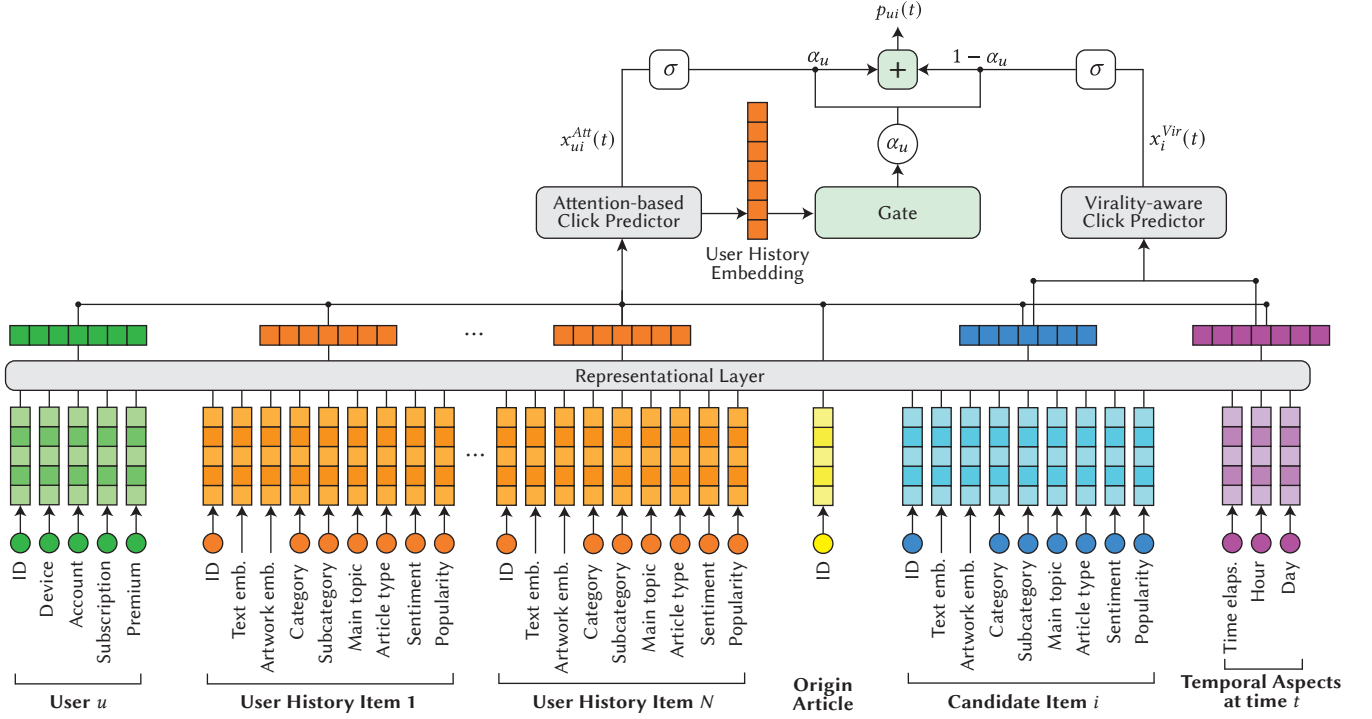 p_{ui}(t)
σ
α_u
+
1 − α_u
σ
x_{ui}^{Att}(t)
α_u
x_i^{Vir}(t)
Attention-based
Click Predictor
Gate
Virality-aware
Click Predictor
User History
Embedding
...
Representational Layer
...
ID
Device
Account
Subscription
Premium
ID
Text emb.
Artwork emb.
Category
Subcategory
Main topic
Article type
Sentiment
Popularity
ID
Text emb.
Artwork emb.
Category
Subcategory
Main topic
Article type
Sentiment
Popularity
ID
ID
Text emb.
Artwork emb.
Category
Subcategory
Main topic
Article type
Sentiment
Popularity
Time elaps.
Hour
Day
User u
User History Item 1
User History Item N
Origin
Article
Candidate Item i
Temporal Aspects
at time t